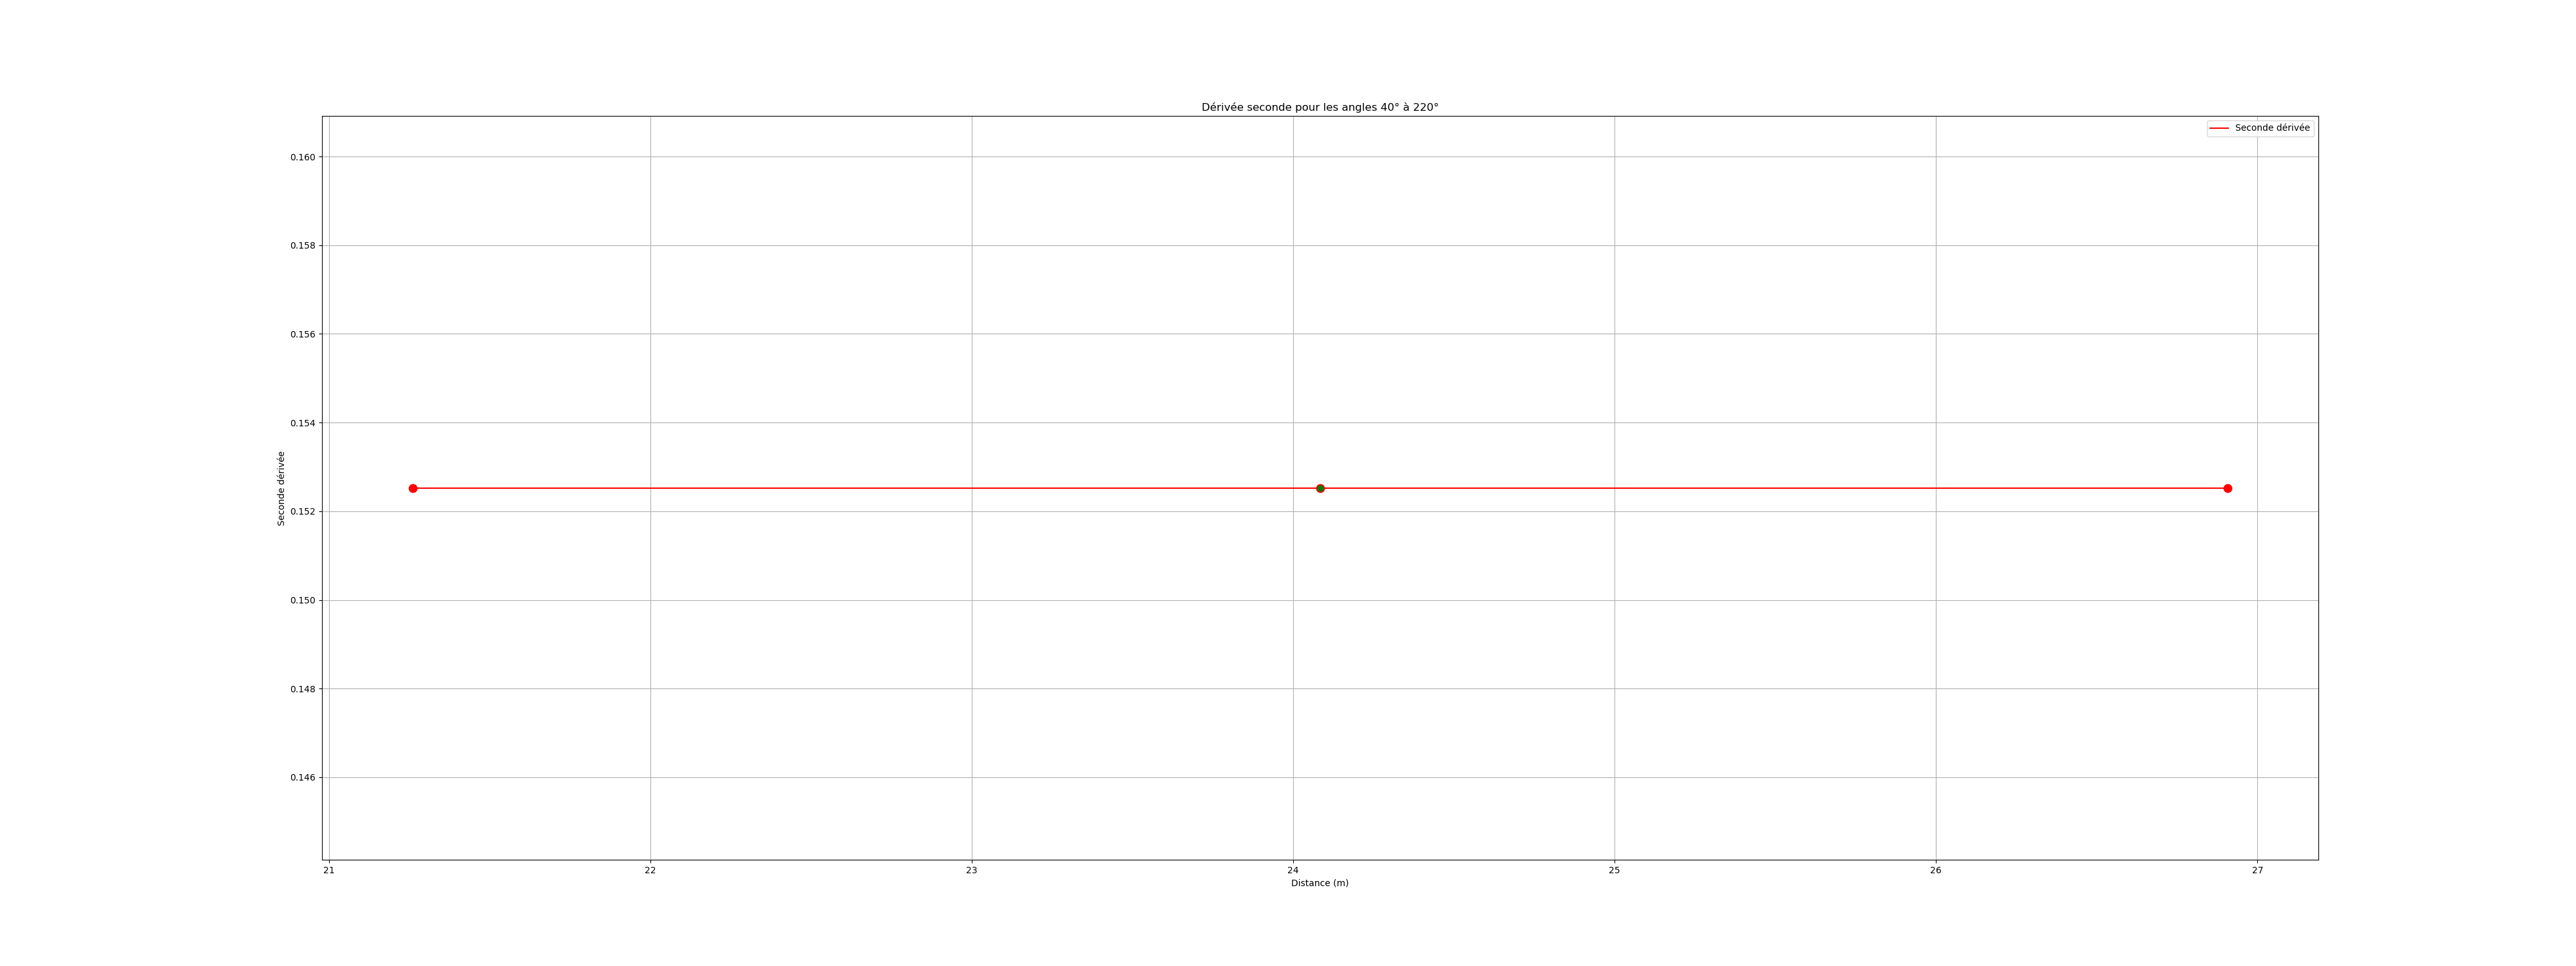 Dérivée seconde pour les angles 40° à 220°
Seconde dérivée
0.160
0.158
0.156
0.154
0.152
0.150
0.148
0.146
Seconde dérivée
21 22 23 24 25 26 27
Distance (m)